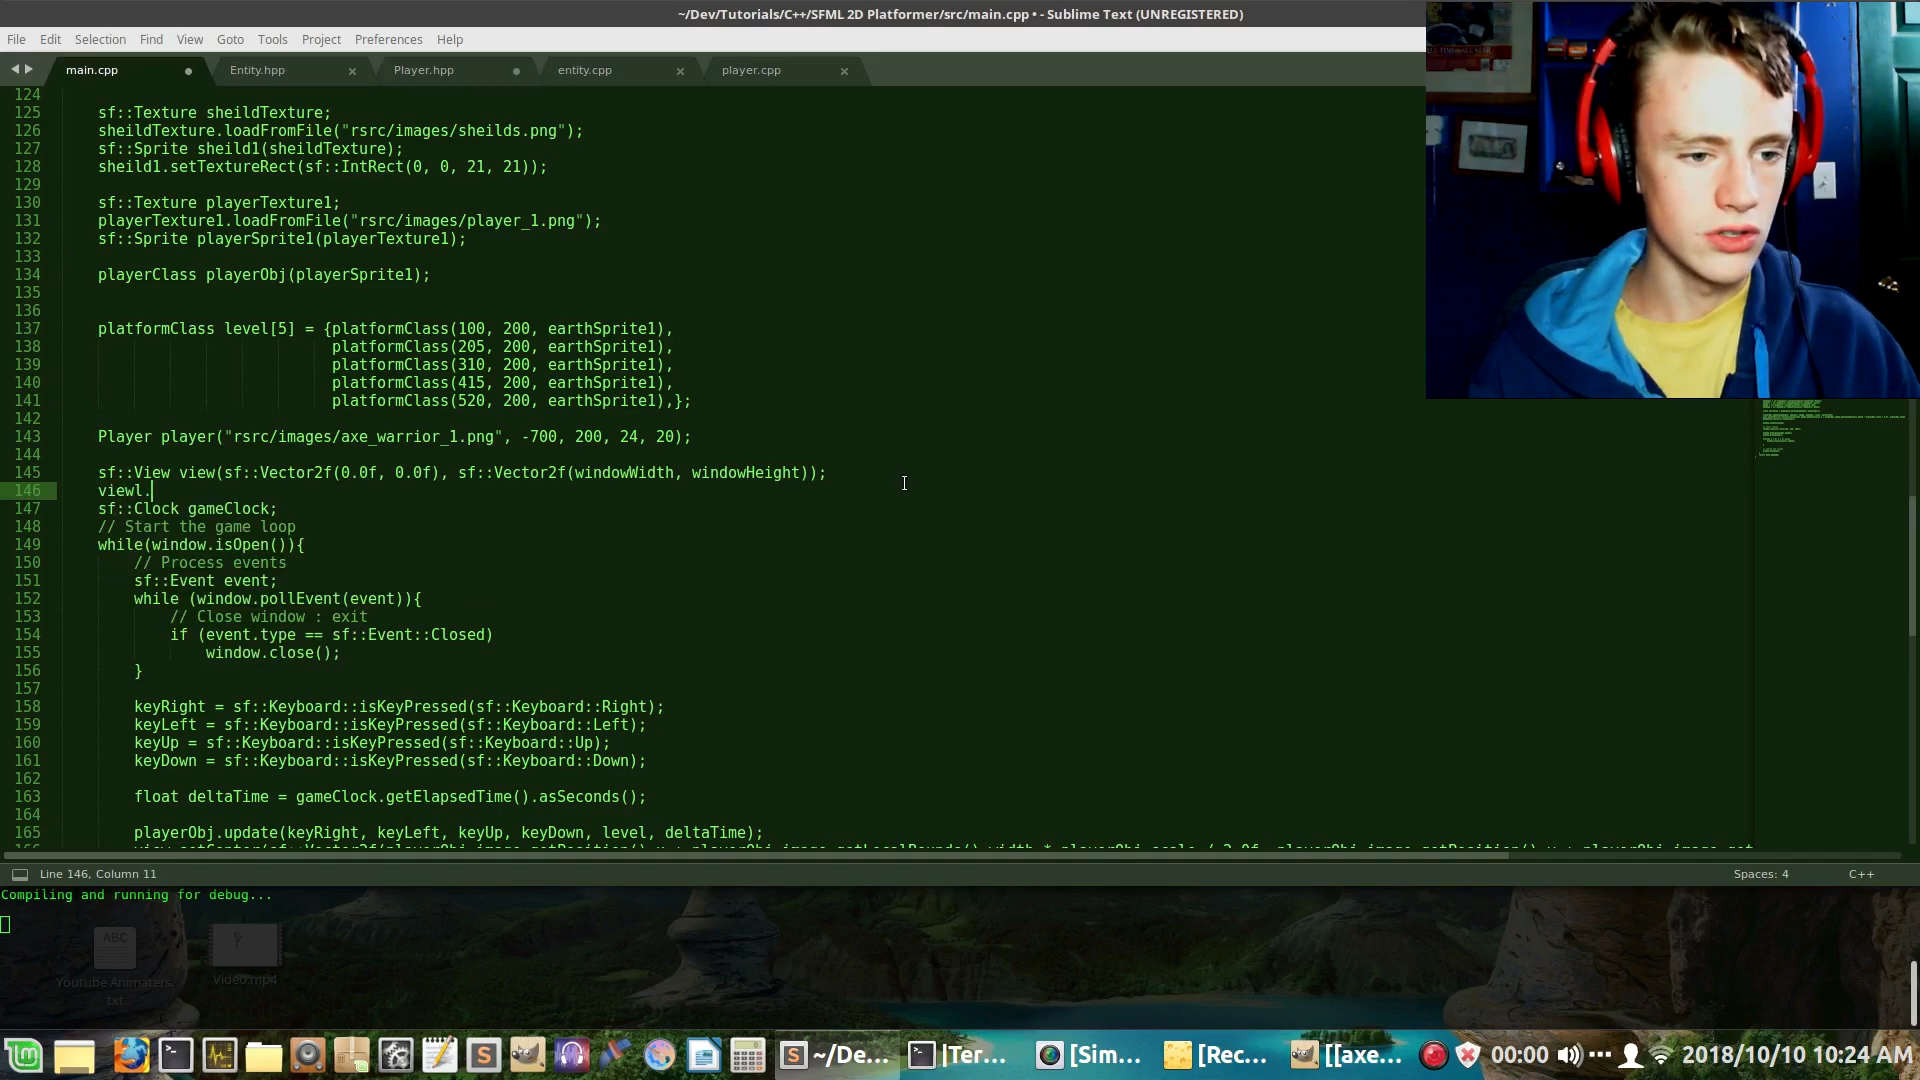 ~/Dev/Tutorials/C++/SFML 2D Platformer/src/main.cpp • - Sublime Text (UNREGISTERED)
File Edit Selection Find View Goto Tools Project Preferences Help
main.cpp Entity.hpp Player.hpp entity.cpp player.cpp
124
125 sf::Texture sheildTexture;
126 sheildTexture.loadFromFile("rsrc/images/sheilds.png");
127 sf::Sprite sheild1(sheildTexture);
128 sheild1.setTextureRect(sf::IntRect(0, 0, 21, 21));
129
130 sf::Texture playerTexture1;
131 playerTexture1.loadFromFile("rsrc/images/player_1.png");
132 sf::Sprite playerSprite1(playerTexture1);
133
134 playerClass playerObj(playerSprite1);
135
136
137 platformClass level[5] = {platformClass(100, 200, earthSprite1),
138 platformClass(205, 200, earthSprite1),
139 platformClass(310, 200, earthSprite1),
140 platformClass(415, 200, earthSprite1),
141 platformClass(520, 200, earthSprite1),};
142
143 Player player("rsrc/images/axe_warrior_1.png", -700, 200, 24, 20);
144
145 sf::View view(sf::Vector2f(0.0f, 0.0f), sf::Vector2f(windowWidth, windowHeight));
146 viewl.
147 sf::Clock gameClock;
148 // Start the game loop
149 while(window.isOpen()){
150 // Process events
151 sf::Event event;
152 while (window.pollEvent(event)){
153 // Close window : exit
154 if (event.type == sf::Event::Closed)
155 window.close();
156 }
157
158 keyRight = sf::Keyboard::isKeyPressed(sf::Keyboard::Right);
159 keyLeft = sf::Keyboard::isKeyPressed(sf::Keyboard::Left);
160 keyUp = sf::Keyboard::isKeyPressed(sf::Keyboard::Up);
161 keyDown = sf::Keyboard::isKeyPressed(sf::Keyboard::Down);
162
163 float deltaTime = gameClock.getElapsedTime().asSeconds();
164
165 playerObj.update(keyRight, keyLeft, keyUp, keyDown, level, deltaTime);
Line 146, Column 11 Spaces: 4 C++
Compiling and running for debug...
ABC
Youtube Animaters.txt Video.mp4
~/De... |Ter... [Sim... [Rec... [[axe... 00:00 2018/10/10 10:24 AM